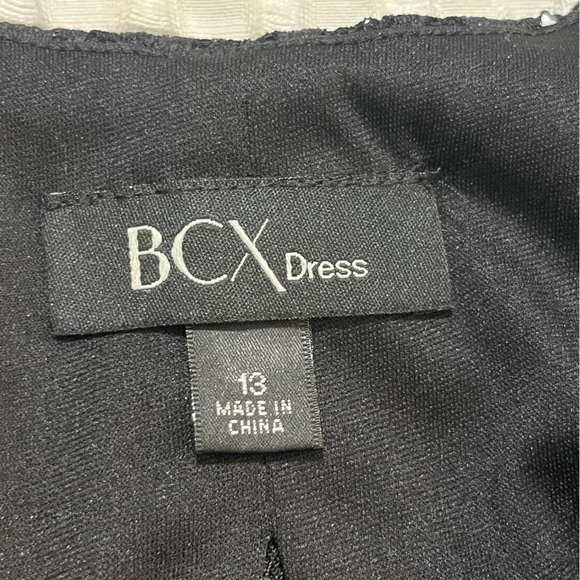 BCX Dress
13
MADE IN
CHINA